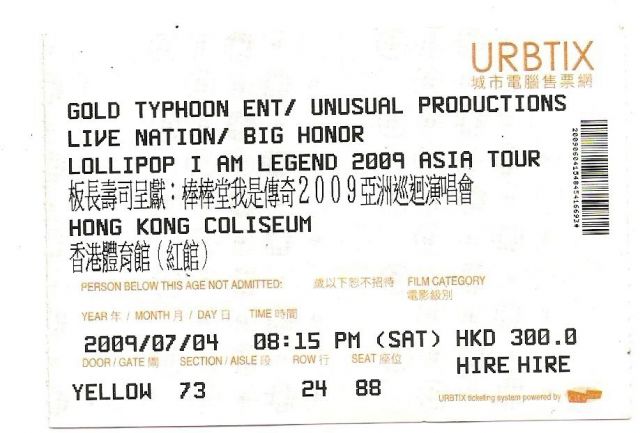 URBTIX
城市電腦售票網
GOLD TYPHOON ENT/ UNUSUAL PRODUCTIONS
LIVE NATION/ BIG HONOR
LOLLIPOP I AM LEGEND 2009 ASIA TOUR
板長壽司呈獻：棒棒堂我是傳奇2009亞洲巡迴演唱會
HONG KONG COLISEUM
香港體育館（紅館）
PERSON BELOW THIS AGE NOT ADMITTED: 歲以下恕不招待 FILM CATEGORY
電影級別
YEAR 年 / MONTH 月 / DAY 日 TIME 時間
2009/07/04 08:15 PM (SAT) HKD 300.0
DOOR/GATE 閘 SECTION/AISLE 段 ROW 行 SEAT 座位
HIRE HIRE
YELLOW 73 24 88
URBTIX ticketing system powered by